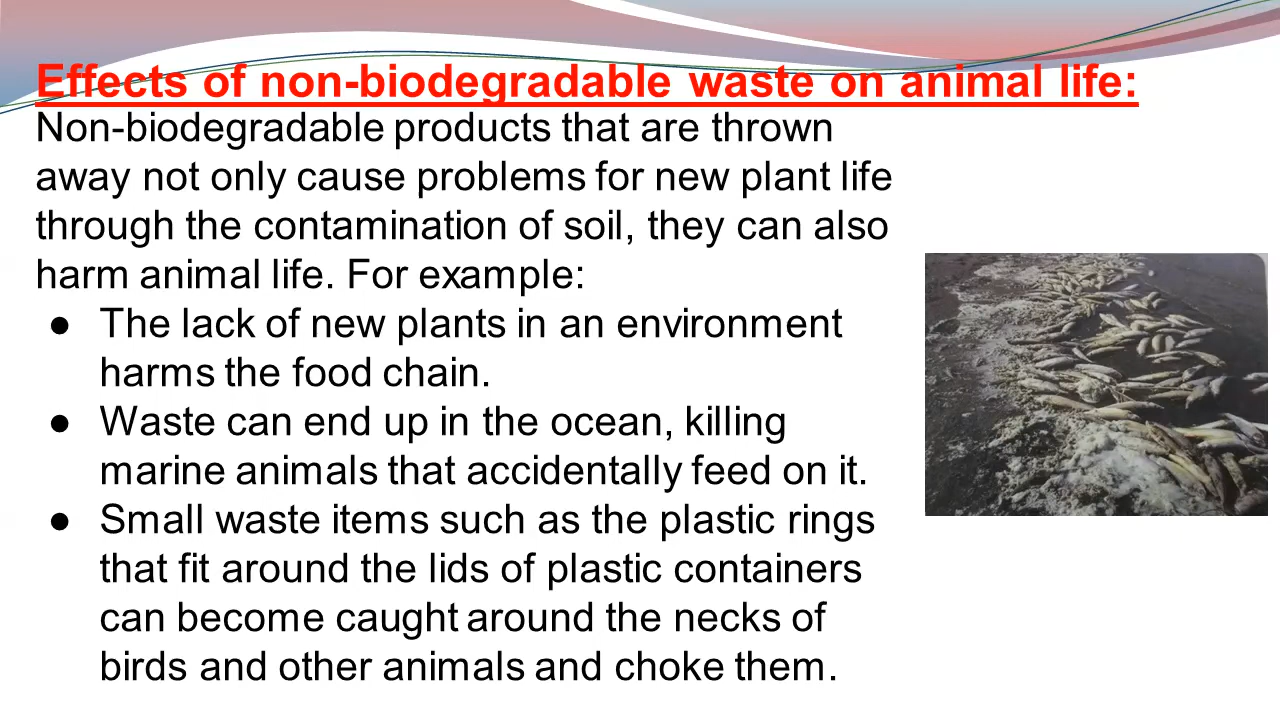 Effects of non-biodegradable waste on animal life:
Non-biodegradable products that are thrown
away not only cause problems for new plant life
through the contamination of soil, they can also
harm animal life. For example:
● The lack of new plants in an environment
harms the food chain.
● Waste can end up in the ocean, killing
marine animals that accidentally feed on it.
● Small waste items such as the plastic rings
that fit around the lids of plastic containers
can become caught around the necks of
birds and other animals and choke them.